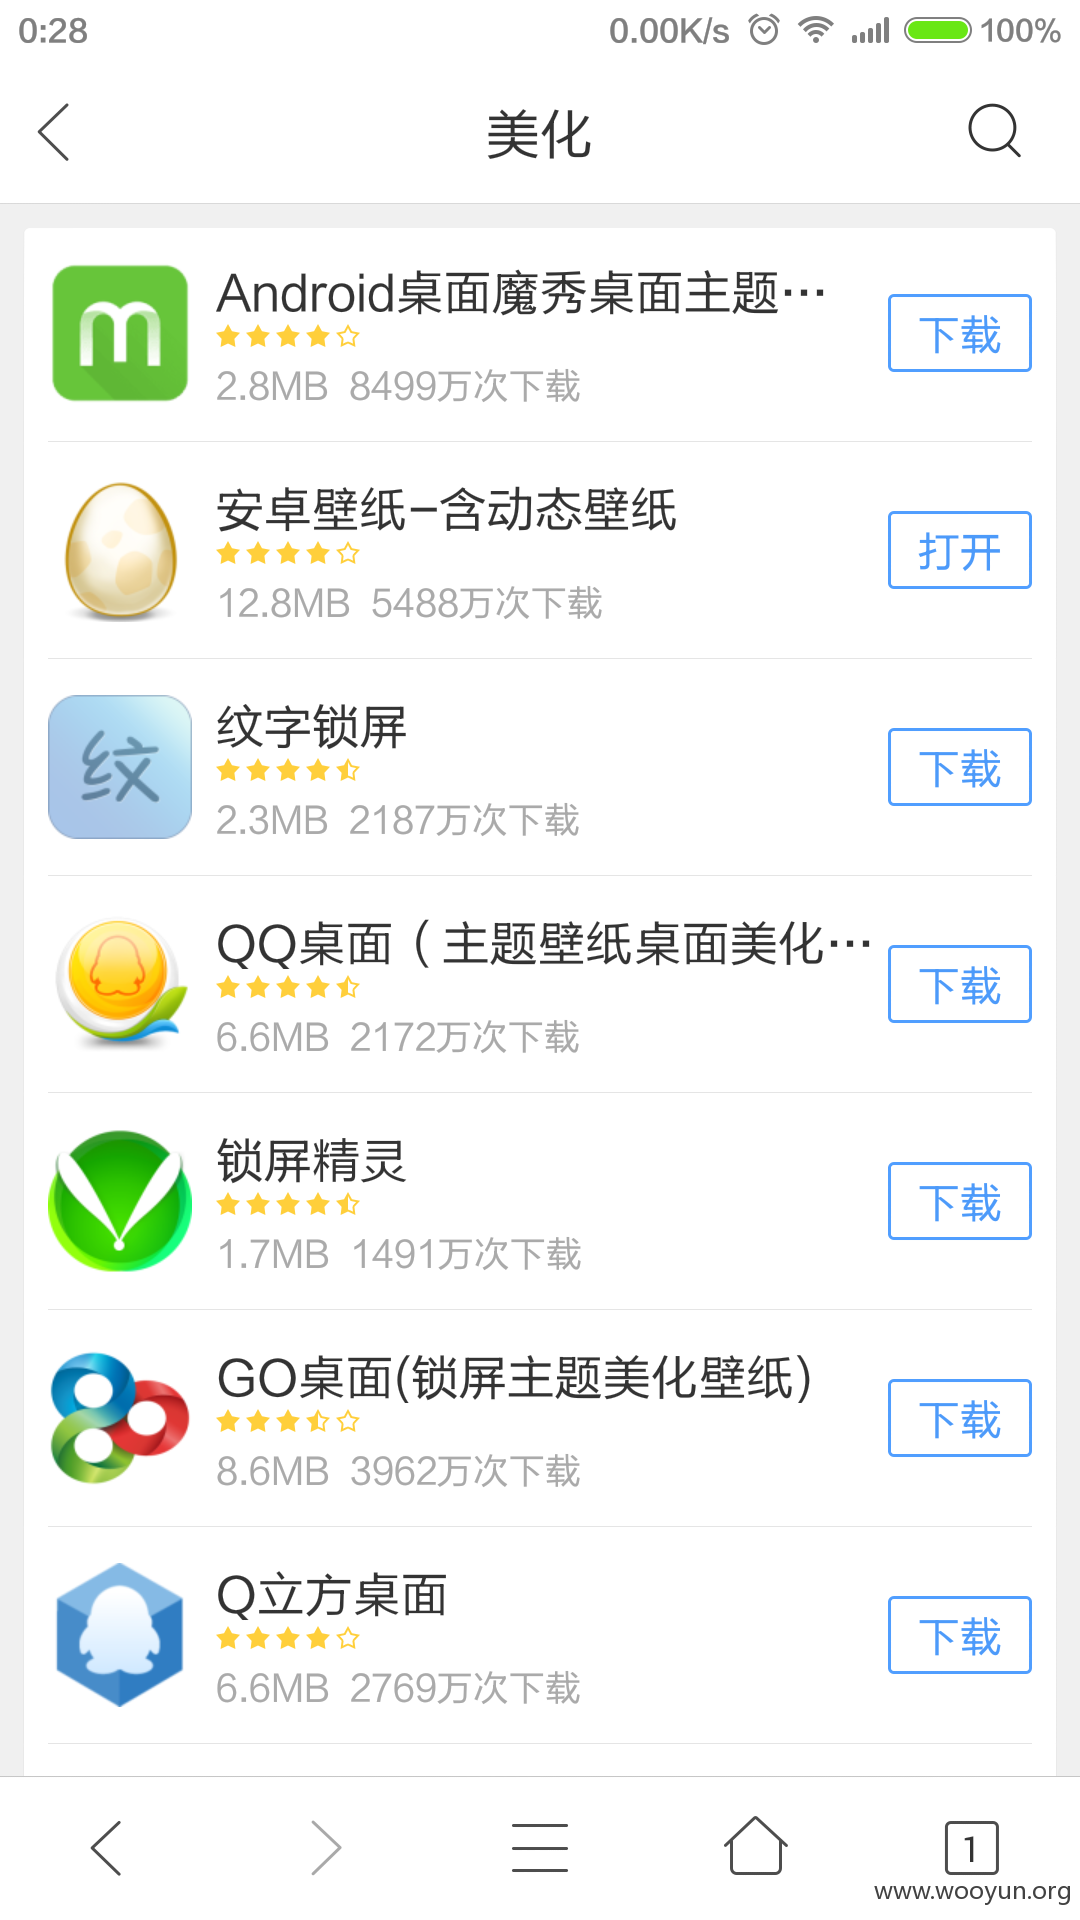 0:28 0.00K/s 100%
美化
Android桌面魔秀桌面主题…
2.8MB 8499万次下载
下载
安卓壁纸-含动态壁纸
12.8MB 5488万次下载
打开
纹
纹字锁屏
2.3MB 2187万次下载
下载
QQ桌面（主题壁纸桌面美化…
6.6MB 2172万次下载
下载
锁屏精灵
1.7MB 1491万次下载
下载
GO桌面(锁屏主题美化壁纸)
8.6MB 3962万次下载
下载
Q立方桌面
6.6MB 2769万次下载
下载
1
www.wooyun.org